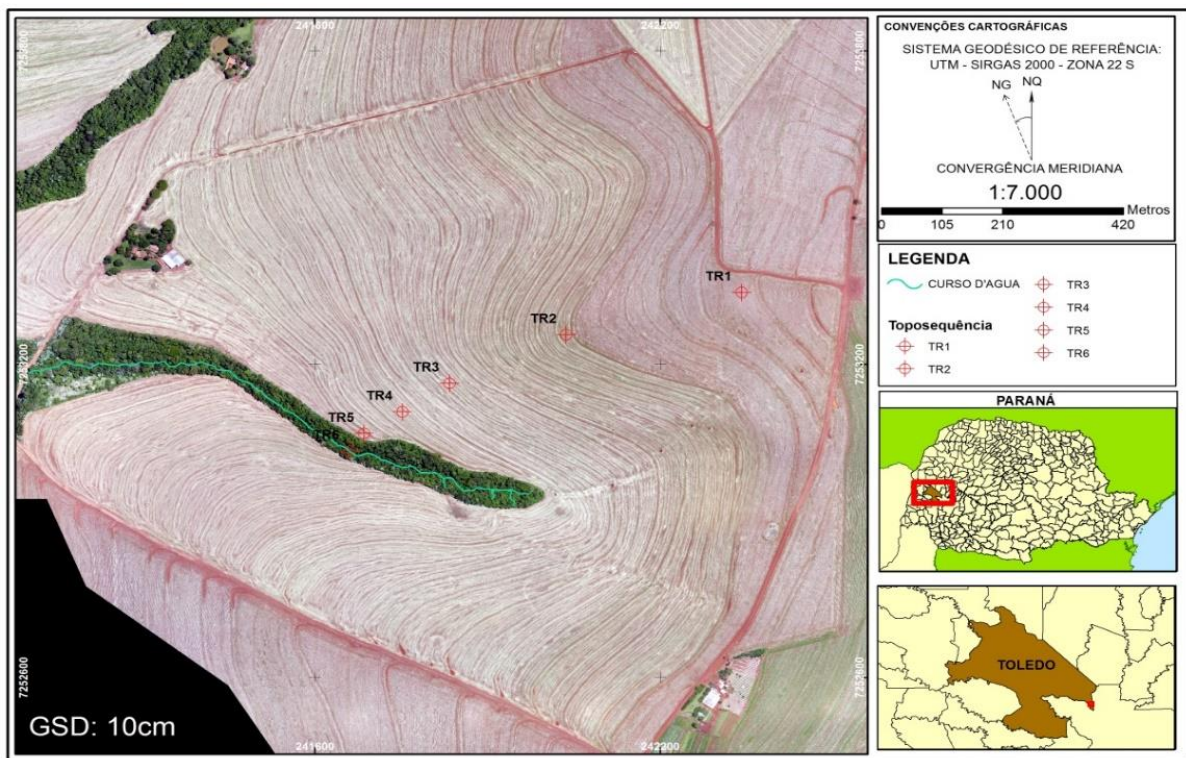 241600
242200
7253800
7253800
TR1
TR2
7253200
7253200
TR3
TR4
TR5
TR6
7252600
7252600
GSD: 10cm
241600
242200
CONVENÇÕES CARTOGRÁFICAS
SISTEMA GEODÉSICO DE REFERÊNCIA:
UTM - SIRGAS 2000 - ZONA 22 S
NG NQ
CONVERGÊNCIA MERIDIANA
1:7.000
Metros
0 105 210 420
LEGENDA
CURSO D'AGUA
Toposequência
TR1
TR2
TR3
TR4
TR5
TR6
PARANÁ
TOLEDO